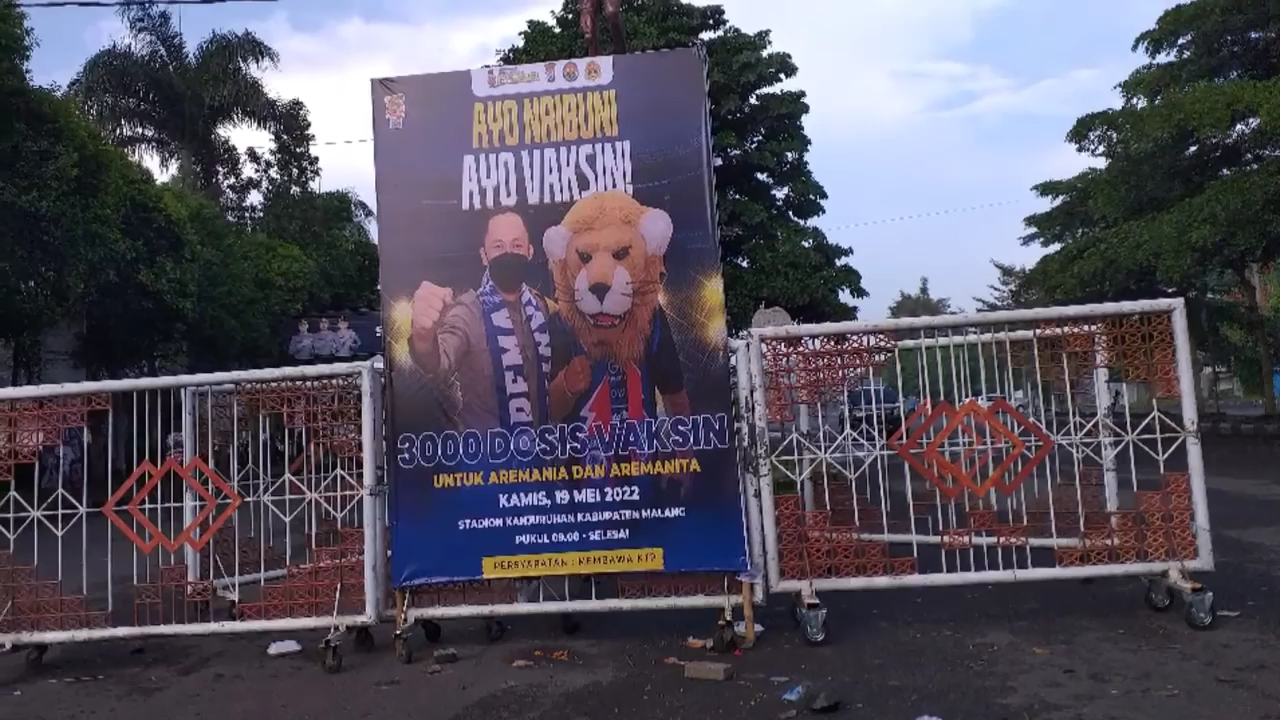 AYO NRIBUNI
AYO VAKSIN!
3000 DOSIS VAKSIN
UNTUK AREMANIA DAN AREMANITA
KAMIS, 19 MEI 2022
STADION KANJURUHAN KABUPATEN MALANG
PUKUL 09.00 - SELESAI
PERSYARATAN : MEMBAWA KTP